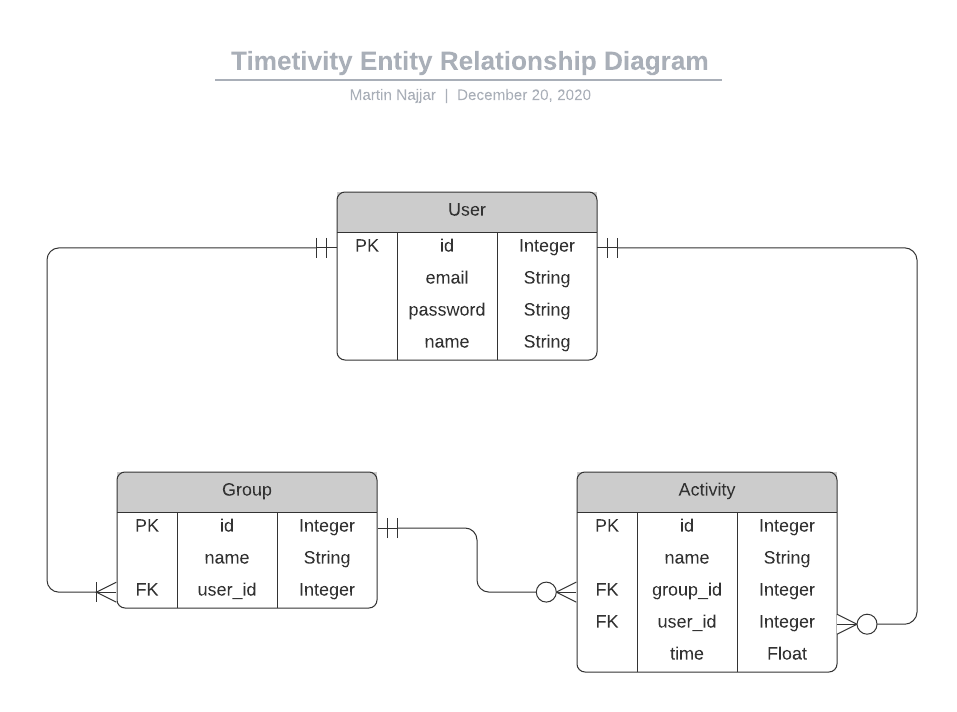 Timetivity Entity Relationship Diagram
Martin Najjar | December 20, 2020
User
PK id Integer
email String
password String
name String
Group
PK id Integer
name String
FK user_id Integer
Activity
PK id Integer
name String
FK group_id Integer
FK user_id Integer
time Float